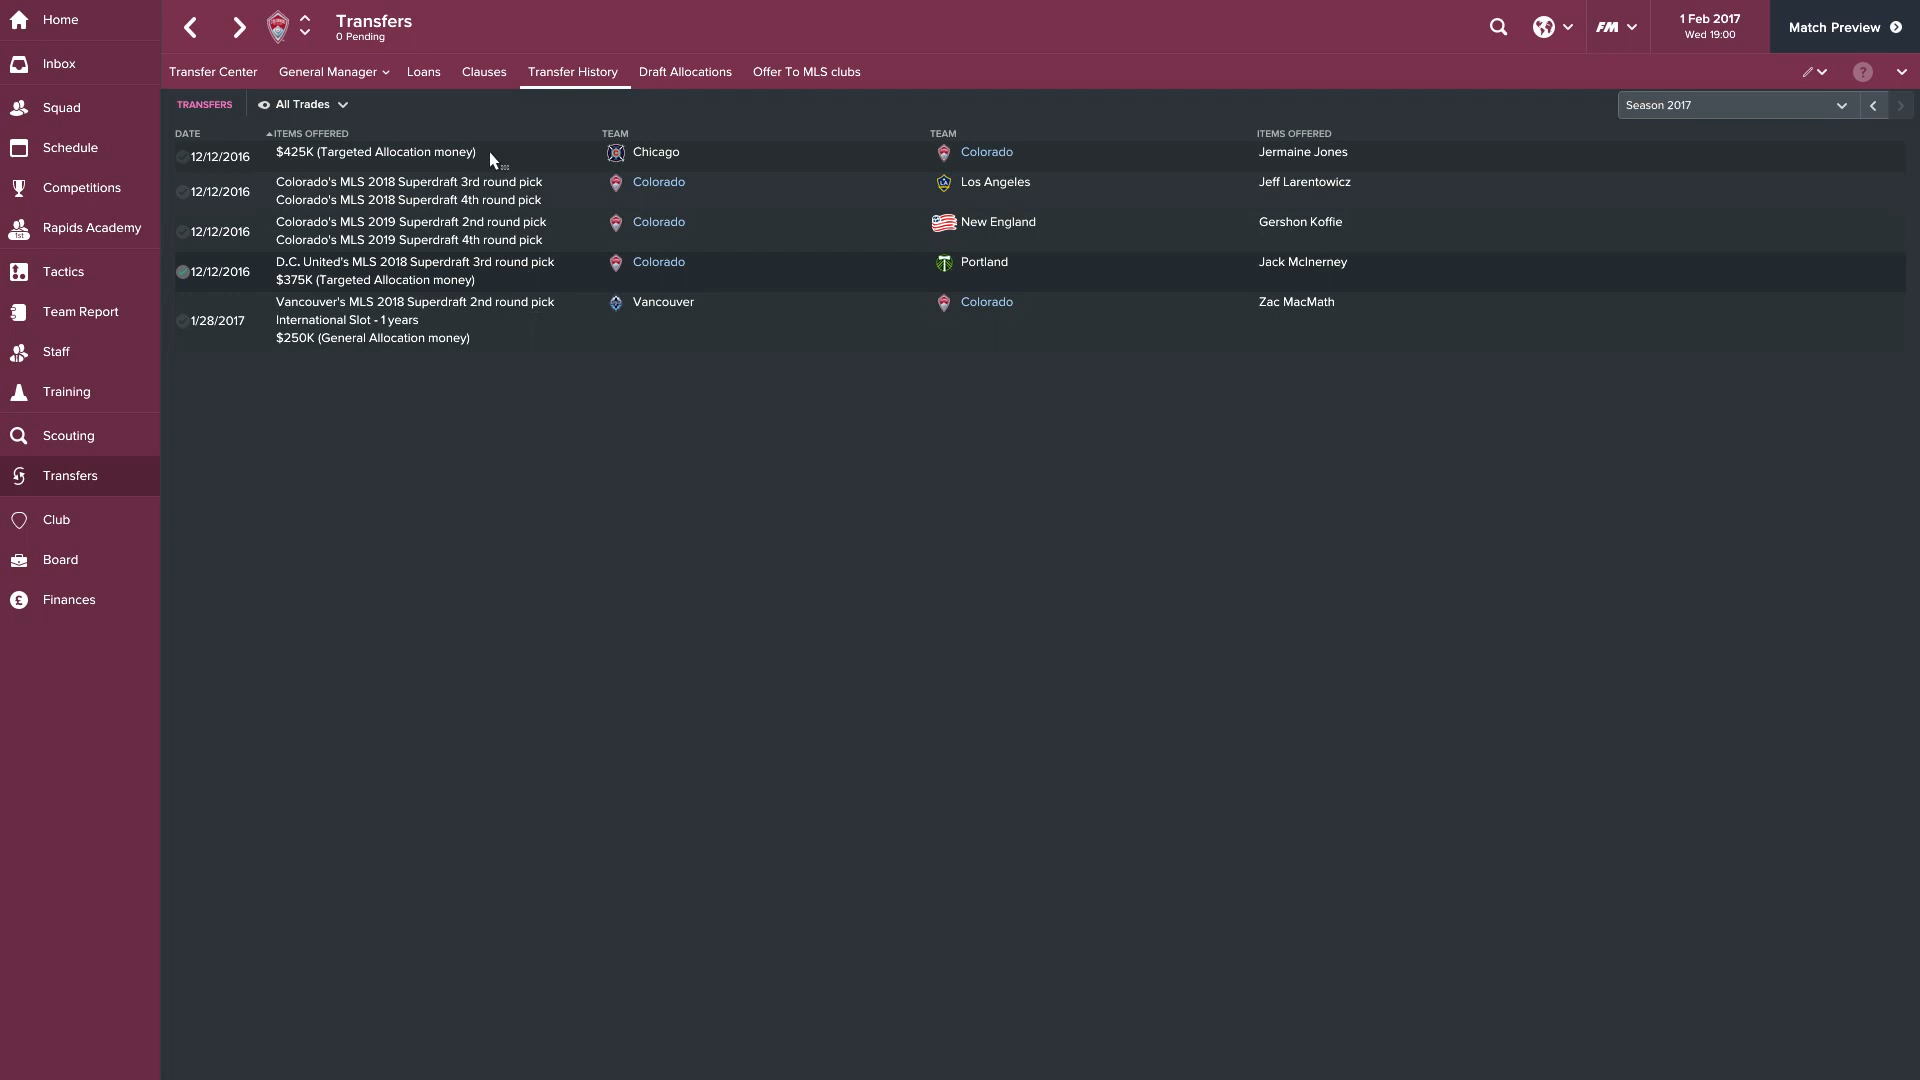 Home
Inbox
Squad
Schedule
Competitions
1st
Rapids Academy
Tactics
Team Report
Staff
Training
Scouting
Transfers
Club
Board
£ Finances
Transfers
0 Pending
FM
1 Feb 2017
Wed 19:00
Match Preview
Transfer Center General Manager Loans Clauses Transfer History Draft Allocations Offer To MLS clubs
?
TRANSFERS All Trades
Season 2017
DATE ITEMS OFFERED TEAM TEAM ITEMS OFFERED
12/12/2016 $425K (Targeted Allocation money) Chicago Colorado Jermaine Jones
12/12/2016 Colorado's MLS 2018 Superdraft 3rd round pick Colorado Los Angeles Jeff Larentowicz
Colorado's MLS 2018 Superdraft 4th round pick
12/12/2016 Colorado's MLS 2019 Superdraft 2nd round pick Colorado New England Gershon Koffie
Colorado's MLS 2019 Superdraft 4th round pick
12/12/2016 D.C. United's MLS 2018 Superdraft 3rd round pick Colorado Portland Jack McInerney
$375K (Targeted Allocation money)
1/28/2017 Vancouver's MLS 2018 Superdraft 2nd round pick Vancouver Colorado Zac MacMath
International Slot - 1 years
$250K (General Allocation money)